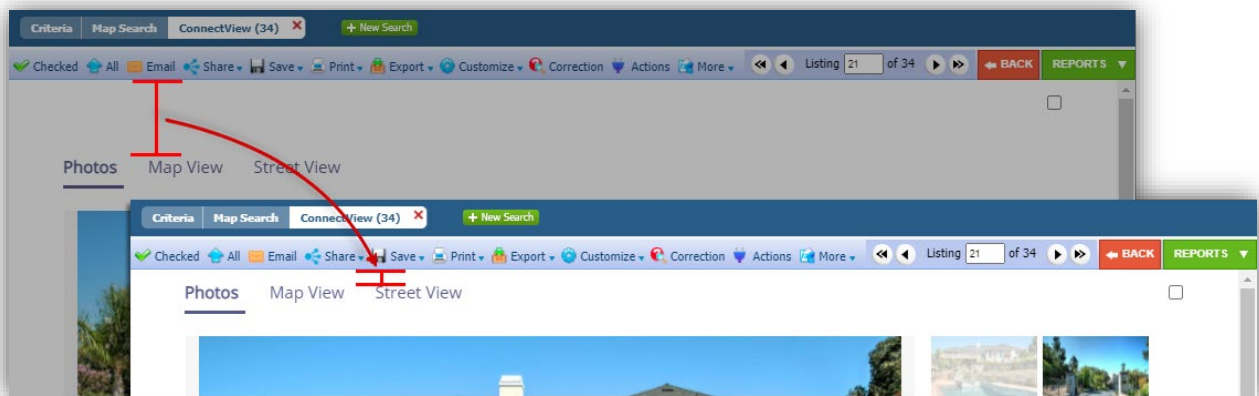 Criteria Map Search ConnectView (34) × + New Search
Checked All Email Share Save Print Export Customize Correction Actions More Listing 21 of 34 BACK REPORTS
Photos Map View Street View
Criteria Map Search ConnectView (34) × + New Search
Checked All Email Share Save Print Export Customize Correction Actions More Listing 21 of 34 BACK REPORTS
Photos Map View Street View